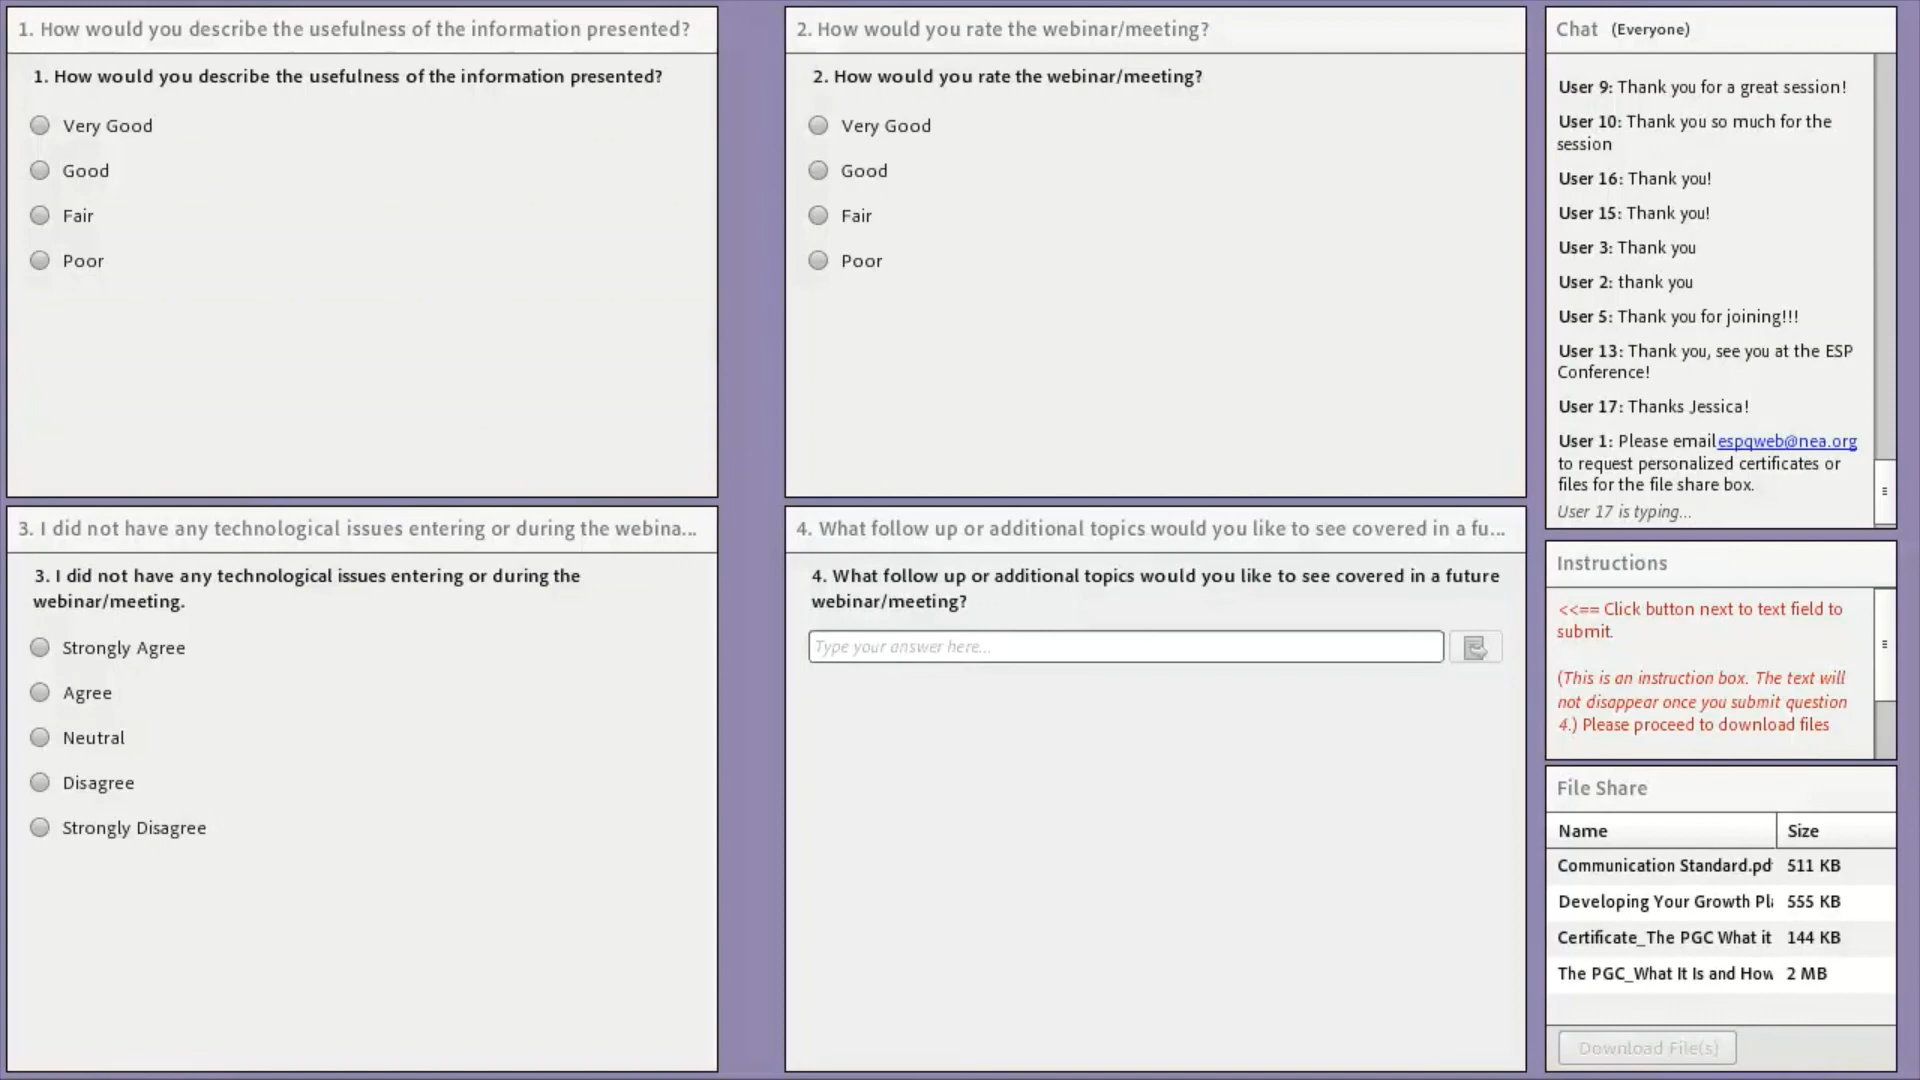 1. How would you describe the usefulness of the information presented?
1. How would you describe the usefulness of the information presented?
Very Good
Good
Fair
Poor
2. How would you rate the webinar/meeting?
2. How would you rate the webinar/meeting?
Very Good
Good
Fair
Poor
3. I did not have any technological issues entering or during the webina...
3. I did not have any technological issues entering or during the
webinar/meeting.
Strongly Agree
Agree
Neutral
Disagree
Strongly Disagree
4. What follow up or additional topics would you like to see covered in a fu...
4. What follow up or additional topics would you like to see covered in a future
webinar/meeting?
Type your answer here...
Chat (Everyone)
User 9: Thank you for a great session!
User 10: Thank you so much for the
session
User 16: Thank you!
User 15: Thank you!
User 3: Thank you
User 2: thank you
User 5: Thank you for joining!!!
User 13: Thank you, see you at the ESP
Conference!
User 17: Thanks Jessica!
User 1: Please email espqweb@nea.org
to request personalized certificates or
files for the file share box.
User 17 is typing...
Instructions
<<== Click button next to text field to
submit.
(This is an instruction box. The text will
not disappear once you submit question
4.) Please proceed to download files
File Share
Name Size
Communication Standard.pd 511 KB
Developing Your Growth Pla 555 KB
Certificate_The PGC What it 144 KB
The PGC_What It Is and How 2 MB
Download File(s)